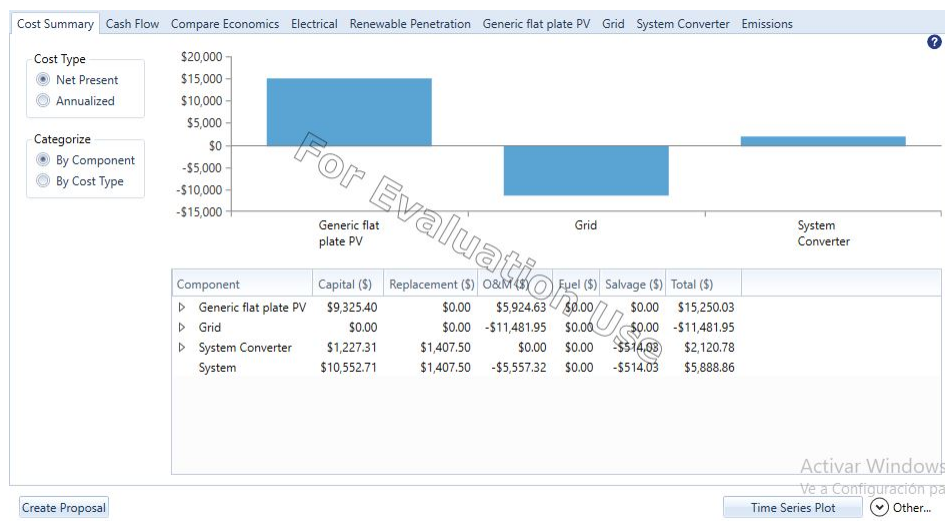 Cost Summary Cash Flow Compare Economics Electrical Renewable Penetration Generic flat plate PV Grid System Converter Emissions
?
Cost Type
Net Present
Annualized
Categorize
By Component
By Cost Type
$20,000
$15,000
$10,000
$5,000
$0
-$5,000
-$10,000
-$15,000
Generic flat
plate PV
Grid
System
Converter
For Evaluation Use
Component Capital ($) Replacement ($) O&M ($) Fuel ($) Salvage ($) Total ($)
Generic flat plate PV $9,325.40 $0.00 $5,924.63 $0.00 $0.00 $15,250.03
Grid $0.00 $0.00 -$11,481.95 $0.00 $0.00 -$11,481.95
System Converter $1,227.31 $1,407.50 $0.00 $0.00 -$514.03 $2,120.78
System $10,552.71 $1,407.50 -$5,557.32 $0.00 -$514.03 $5,888.86
Activar Windows
Ve a Configuración pa
Create Proposal
Time Series Plot
Other...